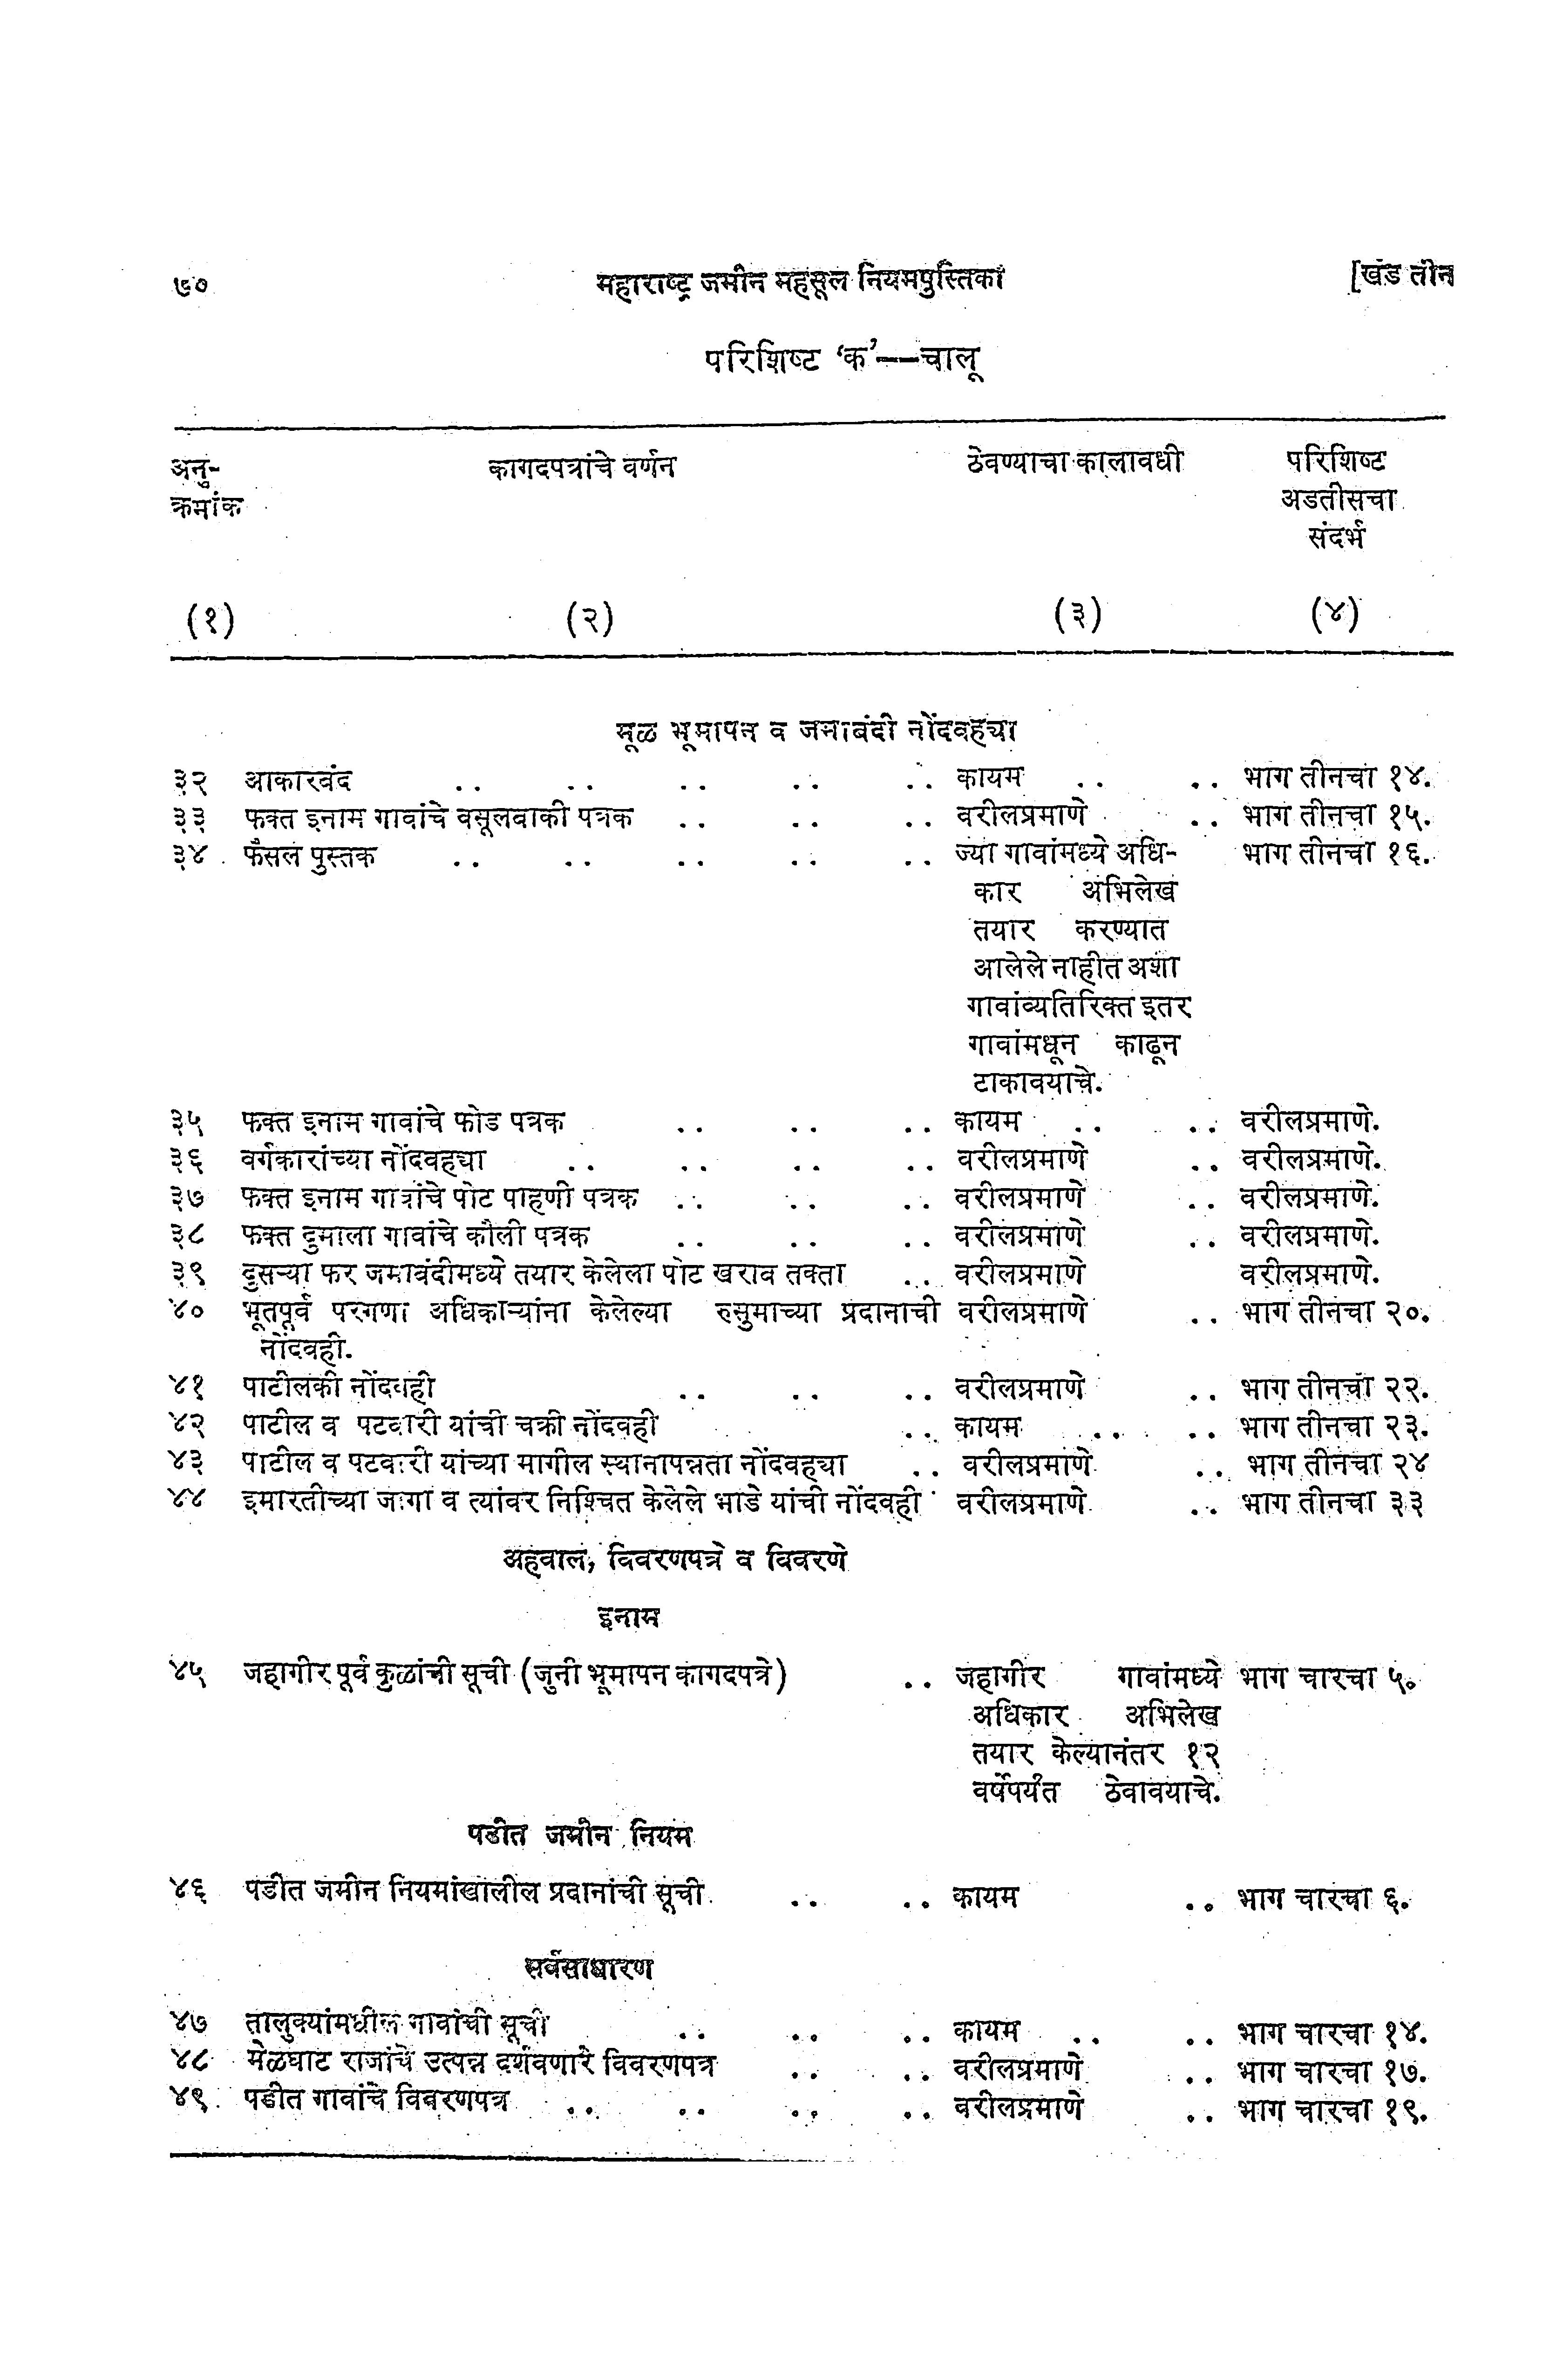 ७०
महाराष्ट्र जमीन महसूल नियमपुस्तिका
[खंड तीन
परिशिष्ट ‘क’——चालू
अनु- कागदपत्रांचे वर्णन ठेवण्याचा कालावधी परिशिष्ट
क्रमांक अडतीसचा
संदर्भ
(१) (२) (३) (४)
मूळ भूमापन व जमाबंदी नोंदवह्या
३२ आकारबंद .. .. .. .. .. कायम .. .. भाग तीनचा १४.
३३ फक्त इनाम गावांचे वसूलबाकी पत्रक .. .. .. वरीलप्रमाणे .. भाग तीनचा १५.
३४ फैसल पुस्तक .. .. .. .. .. ज्या गावांमध्ये अधि- भाग तीनचा १६.
कार अभिलेख
तयार करण्यात
आलेले नाहीत अशा
गावांव्यतिरिक्त इतर
गावांमधून काढून
टाकावयाचे.
३५ फक्त इनाम गावांचे फोड पत्रक .. .. .. कायम .. .. वरीलप्रमाणे.
३६ वर्गकारांच्या नोंदवह्या .. .. .. .. वरीलप्रमाणे .. वरीलप्रमाणे.
३७ फक्त इनाम गावांचे पोट पाहणी पत्रक .. .. .. वरीलप्रमाणे .. वरीलप्रमाणे.
३८ फक्त दुमाला गावांचे कौली पत्रक .. .. .. वरीलप्रमाणे .. वरीलप्रमाणे.
३९ दुसऱ्या फर जमाबंदीमध्ये तयार केलेला पोट खराब तक्ता .. वरीलप्रमाणे वरीलप्रमाणे.
४० भूतपूर्व परगणा अधिकाऱ्यांना केलेल्या हसुमाच्या प्रदानाची वरीलप्रमाणे .. भाग तीनचा २०.
नोंदवही.
४१ पाटीलकी नोंदवही .. .. .. वरीलप्रमाणे .. भाग तीनचा २२.
४२ पाटील व पटवारी यांची चक्री नोंदवही .. कायम .. .. भाग तीनचा २३.
४३ पाटील व पटवारी यांच्या मागील स्थानापन्नता नोंदवह्या .. वरीलप्रमाणे .. भाग तीनचा २४
४४ इमारतीच्या जागा व त्यांवर निश्चित केलेले भाडे यांची नोंदवही वरीलप्रमाणे .. भाग तीनचा ३३
अहवाल, विवरणपत्रे व विवरणे
इनाम
४५ जहागीर पूर्व कुळांची सूची (जुनी भूमापन कागदपत्रे) .. जहागीर गावांमध्ये भाग चारचा ५.
अधिकार अभिलेख
तयार केल्यानंतर १२
वर्षेपर्यंत ठेवावयाचे.
पडीत जमीन नियम
४६ पडीत जमीन नियमांखालील प्रदानांची सूची .. .. कायम .. भाग चारचा ६.
सर्वसाधारण
४७ तालुक्यांमधील गावांची सूची .. .. .. कायम .. .. भाग चारचा १४.
४८ मेळघाट राजांचे उत्पन्न दर्शवणारे विवरणपत्र .. .. वरीलप्रमाणे .. भाग चारचा १७.
४९ पडीत गावांचे विवरणपत्र .. .. .. .. वरीलप्रमाणे .. भाग चारचा १९.